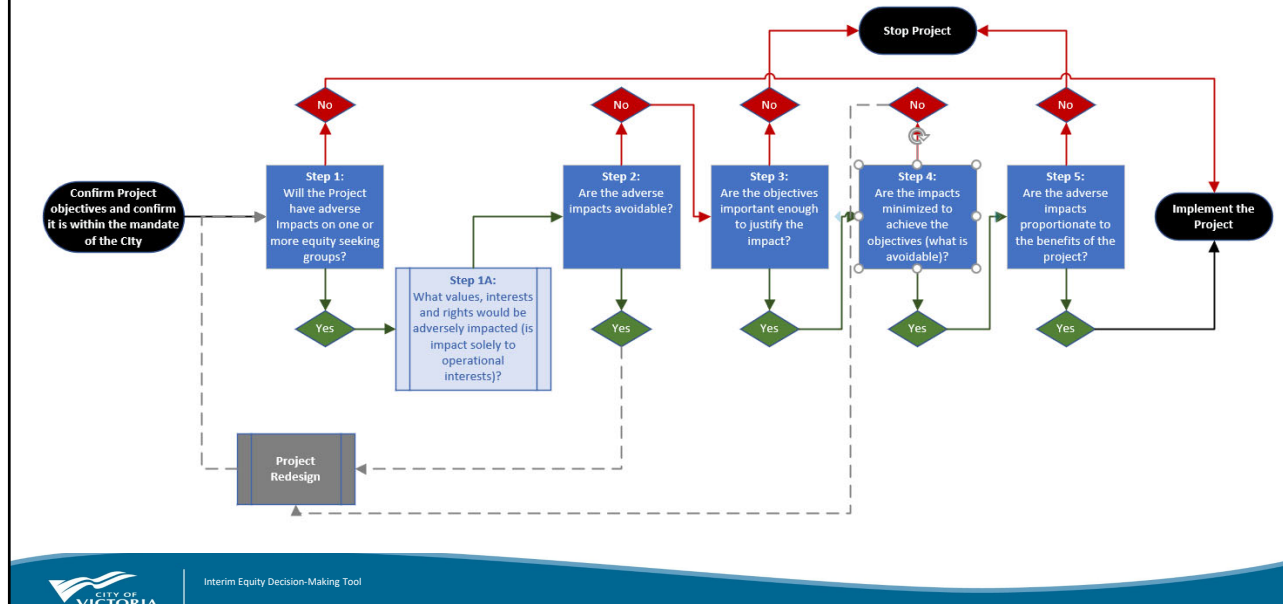 Stop Project
No
No
No
No
No
Confirm Project
objectives and confirm
it is within the mandate
of the CIty
Step 1:
Will the Project
have adverse
Impacts on one or
more equity seeking
groups?
Step 2:
Are the adverse
impacts avoidable?
Step 3:
Are the objectives
important enough
to justify the
impact?
Step 4:
Are the impacts
minimized to
achieve the
objectives (what is
avoidable)?
Step 5:
Are the adverse
impacts
proportionate to
the benefits of the
project?
Implement the
Project
Step 1A:
What values, interests
and rights would be
adversely impacted (is
impact solely to
operational
interests)?
Yes
Yes
Yes
Yes
Yes
Project
Redesign
CITY OF
VICTORIA
Interim Equity Decision-Making Tool